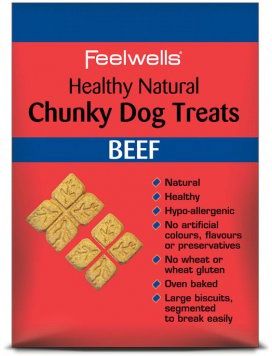 Feelwells®
Healthy Natural
Chunky Dog Treats
BEEF
Natural
Healthy
Hypo-allergenic
No artificial
colours, flavours
or preservatives
No wheat or
wheat gluten
Oven baked
Large biscuits,
segmented
to break easily